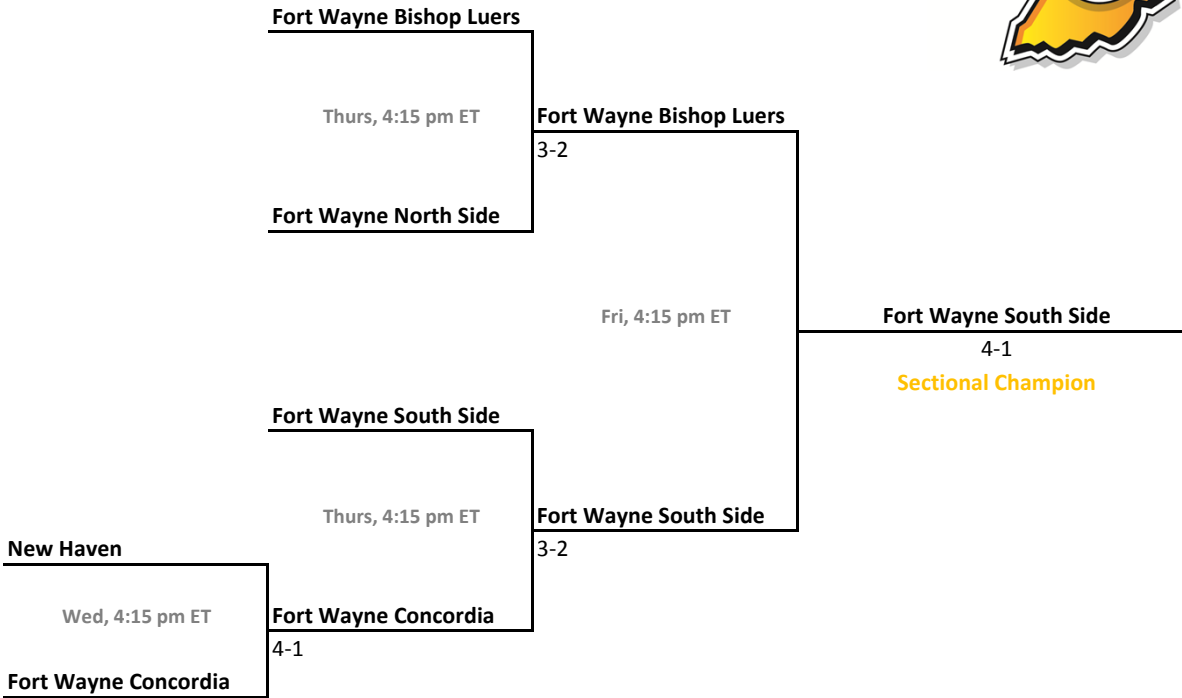 Fort Wayne Bishop Luers
Thurs, 4:15 pm ET
Fort Wayne Bishop Luers
3-2
Fort Wayne North Side
Fri, 4:15 pm ET
Fort Wayne South Side
4-1
Sectional Champion
Fort Wayne South Side
Thurs, 4:15 pm ET
Fort Wayne South Side
3-2
New Haven
Wed, 4:15 pm ET
Fort Wayne Concordia
4-1
Fort Wayne Concordia